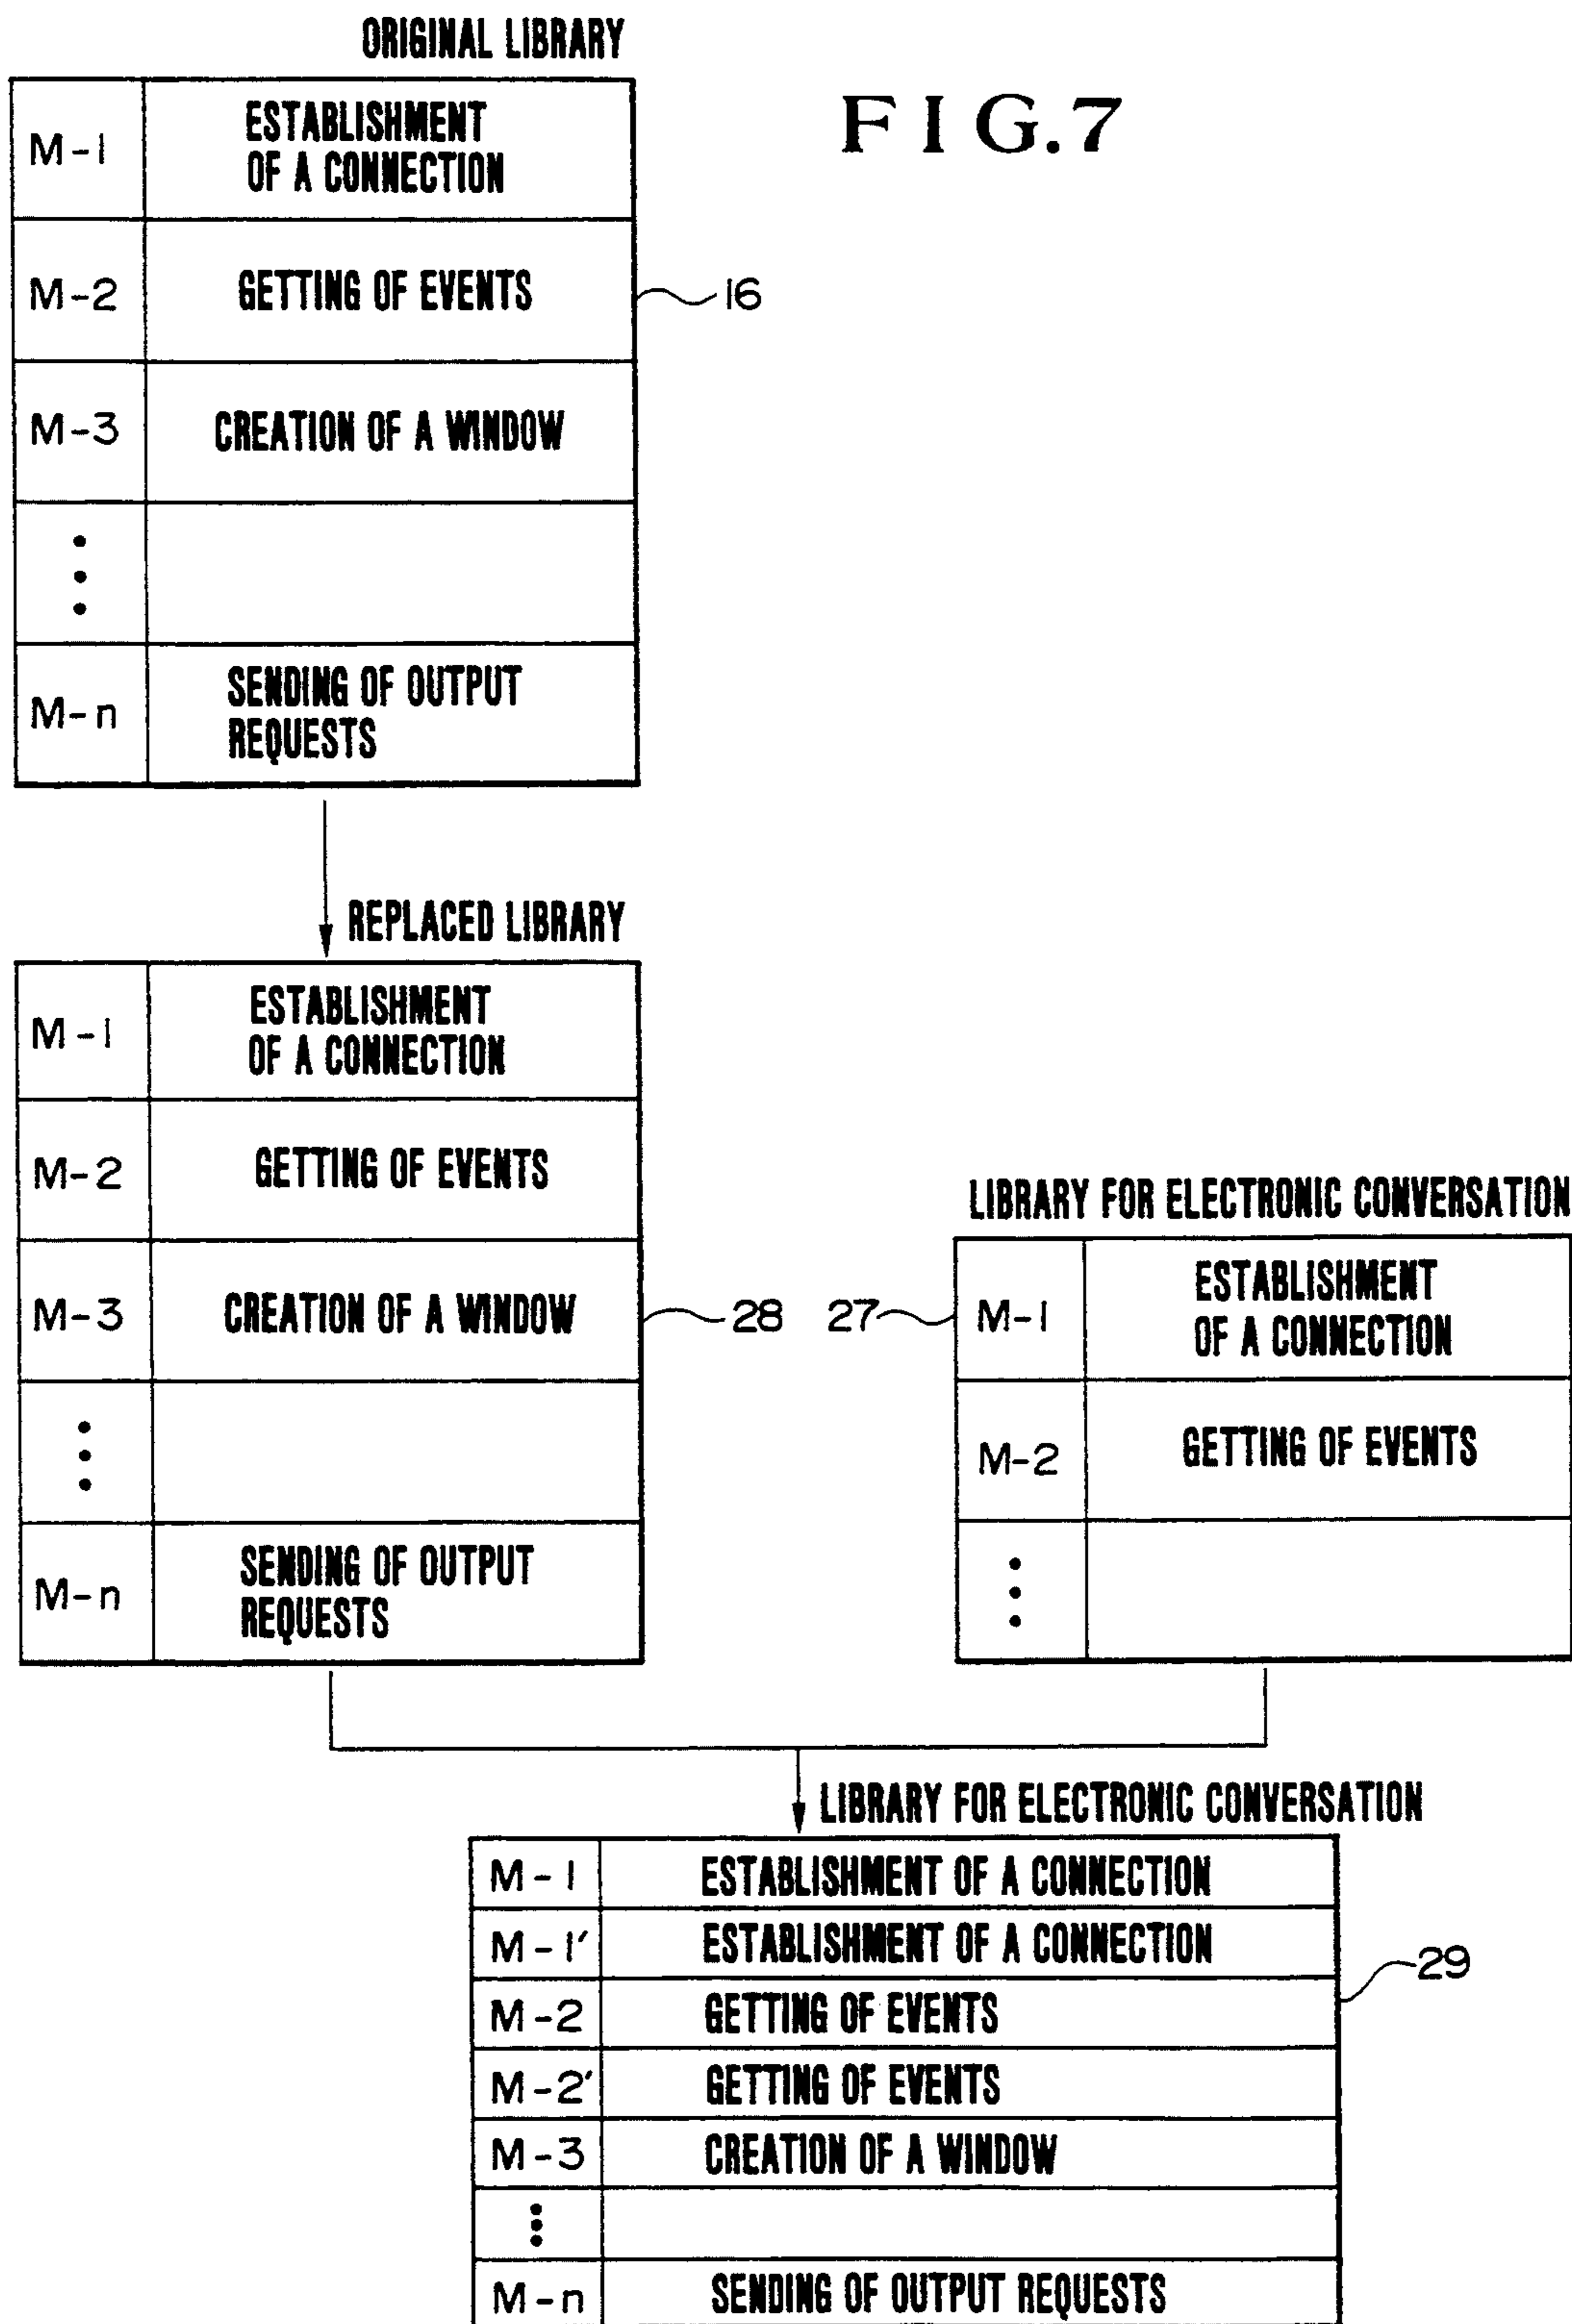 ORIGINAL LIBRARY
FIG.7
M-1 ESTABLISHMENT
OF A CONNECTION
M-2 GETTING OF EVENTS
16
M-3 CREATION OF A WINDOW
M-n SENDING OF OUTPUT
REQUESTS
REPLACED LIBRARY
M-1 ESTABLISHMENT
OF A CONNECTION
M-2 GETTING OF EVENTS
M-3 CREATION OF A WINDOW
28
M-n SENDING OF OUTPUT
REQUESTS
LIBRARY FOR ELECTRONIC CONVERSATION
27
M-1 ESTABLISHMENT
OF A CONNECTION
M-2 GETTING OF EVENTS
LIBRARY FOR ELECTRONIC CONVERSATION
M-1 ESTABLISHMENT OF A CONNECTION
M-1' ESTABLISHMENT OF A CONNECTION
29
M-2 GETTING OF EVENTS
M-2' GETTING OF EVENTS
M-3 CREATION OF A WINDOW
M-n SENDING OF OUTPUT REQUESTS